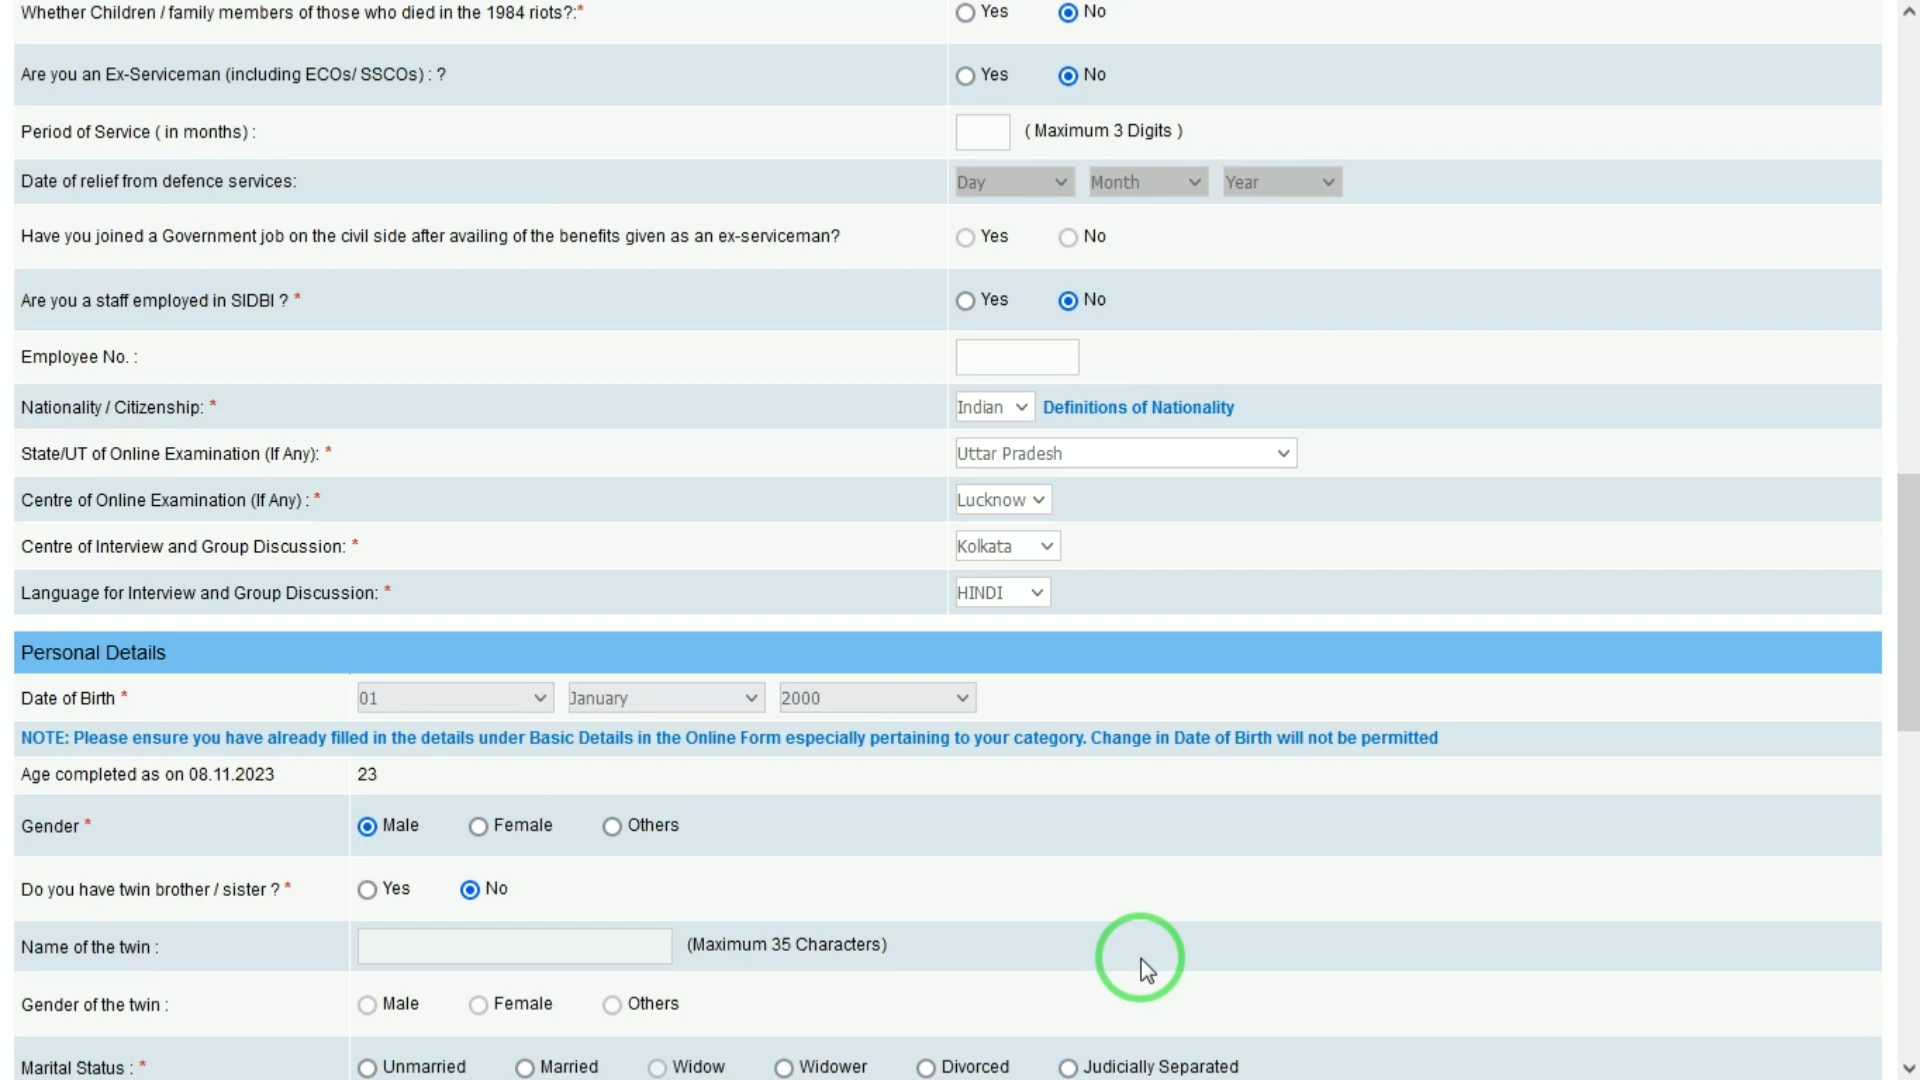 Whether Children / family members of those who died in the 1984 riots?:* Yes No
Are you an Ex-Serviceman (including ECOs/ SSCOs) : ? Yes No
Period of Service ( in months) : ( Maximum 3 Digits )
Date of relief from defence services: Day Month Year
Have you joined a Government job on the civil side after availing of the benefits given as an ex-serviceman? Yes No
Are you a staff employed in SIDBI ? * Yes No
Employee No. :
Nationality / Citizenship: * Indian Definitions of Nationality
State/UT of Online Examination (If Any): * Uttar Pradesh
Centre of Online Examination (If Any) : * Lucknow
Centre of Interview and Group Discussion: * Kolkata
Language for Interview and Group Discussion: * HINDI
Personal Details
Date of Birth * 01 January 2000
NOTE: Please ensure you have already filled in the details under Basic Details in the Online Form especially pertaining to your category. Change in Date of Birth will not be permitted
Age completed as on 08.11.2023 23
Gender * Male Female Others
Do you have twin brother / sister ? * Yes No
Name of the twin : (Maximum 35 Characters)
Gender of the twin : Male Female Others
Marital Status : * Unmarried Married Widow Widower Divorced Judicially Separated